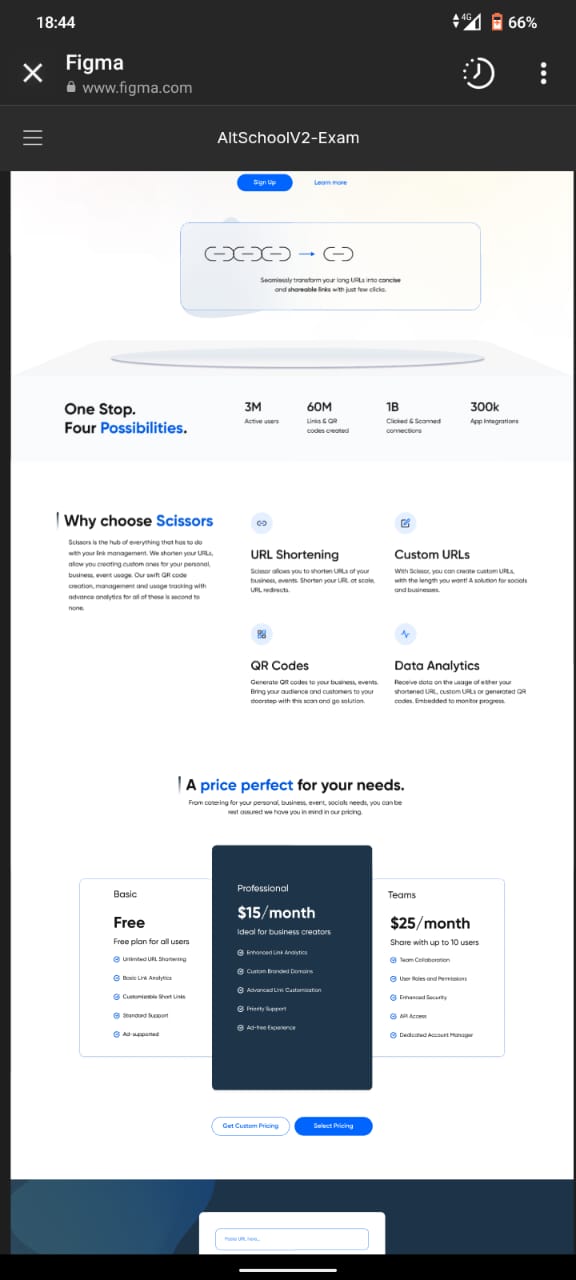 18:44
4G
66%
Figma
www.figma.com
AltSchoolV2-Exam
Sign Up
Learn more
Seamlessly transform your long URLs into concise
and shareable links with just few clicks.
One Stop.
Four Possibilities.
3M
Active users
60M
Links & QR
codes created
1B
Clicked & Scanned
connections
300k
App Integrations
Why choose Scissors
Scissors is the hub of everything that has to do
with your link management. We shorten your URLs,
allow you creating custom ones for your personal,
business, event usage. Our swift QR code
creation, management and usage tracking with
advance analytics for all of these is second to
none.
URL Shortening
Scissor allows you to shorten URLs of your
business, events. Shorten your URL at scale,
URL redirects.
Custom URLs
With Scissor, you can create custom URLs,
with the length you want! A solution for socials
and businesses.
QR Codes
Generate QR codes to your business, events.
Bring your audience and customers to your
doorstep with this scan and go solution.
Data Analytics
Receive data on the usage of either your
shortened URL, custom URLs or generated QR
codes. Embedded to monitor progress.
A price perfect for your needs.
From catering for your personal, business, event, socials needs, you can be
rest assured we have you in mind in our pricing.
Basic
Free
Free plan for all users
Unlimited URL Shortening
Basic Link Analytics
Customizable Short Links
Standard Support
Ad-supported
Professional
$15/month
Ideal for business creators
Enhanced Link Analytics
Custom Branded Domains
Advanced Link Customization
Priority Support
Ad-free Experience
Teams
$25/month
Share with up to 10 users
Team Collaboration
User Roles and Permissions
Enhanced Security
API Access
Dedicated Account Manager
Get Custom Pricing
Select Pricing
Paste URL here...